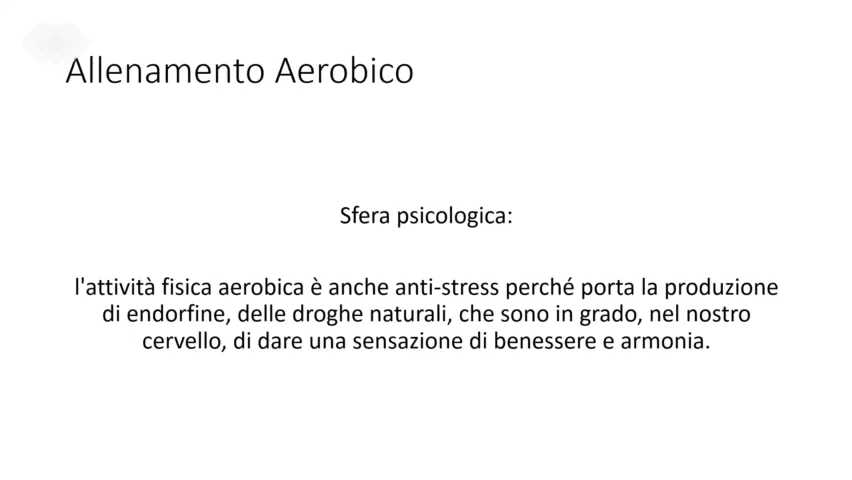 Allenamento Aerobico
Sfera psicologica:
l'attività fisica aerobica è anche anti-stress perché porta la produzione
di endorfine, delle droghe naturali, che sono in grado, nel nostro
cervello, di dare una sensazione di benessere e armonia.